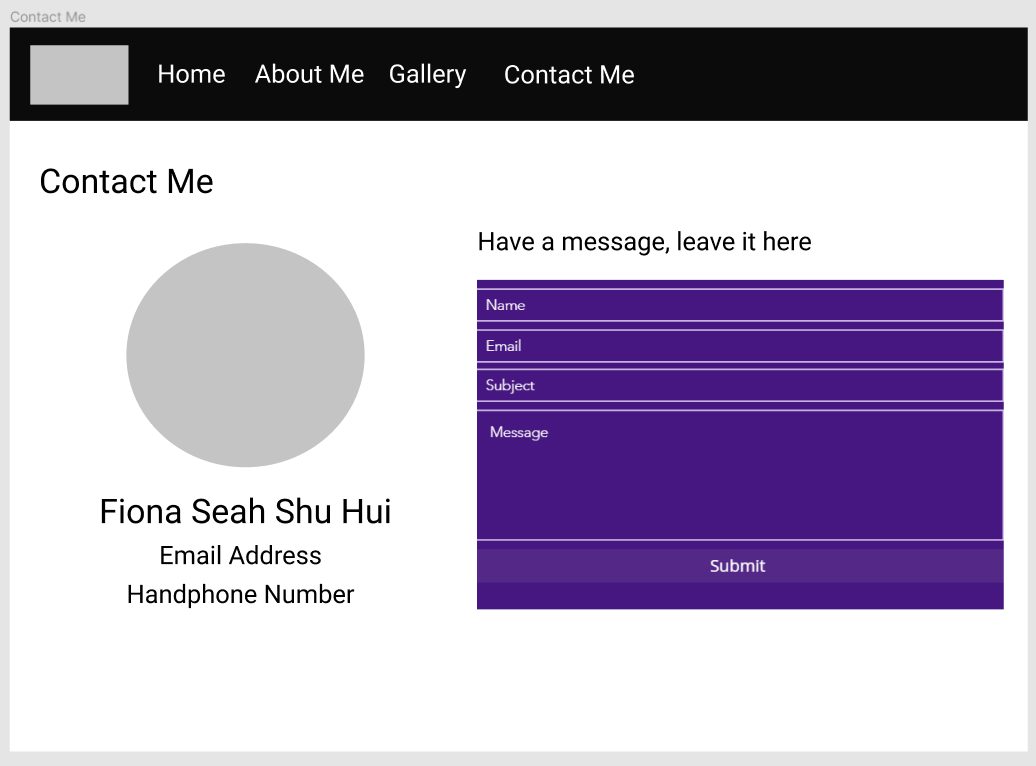 Contact Me
Home About Me Gallery Contact Me
Contact Me
Have a message, leave it here
Name
Email
Subject
Message
Submit
Fiona Seah Shu Hui
Email Address
Handphone Number